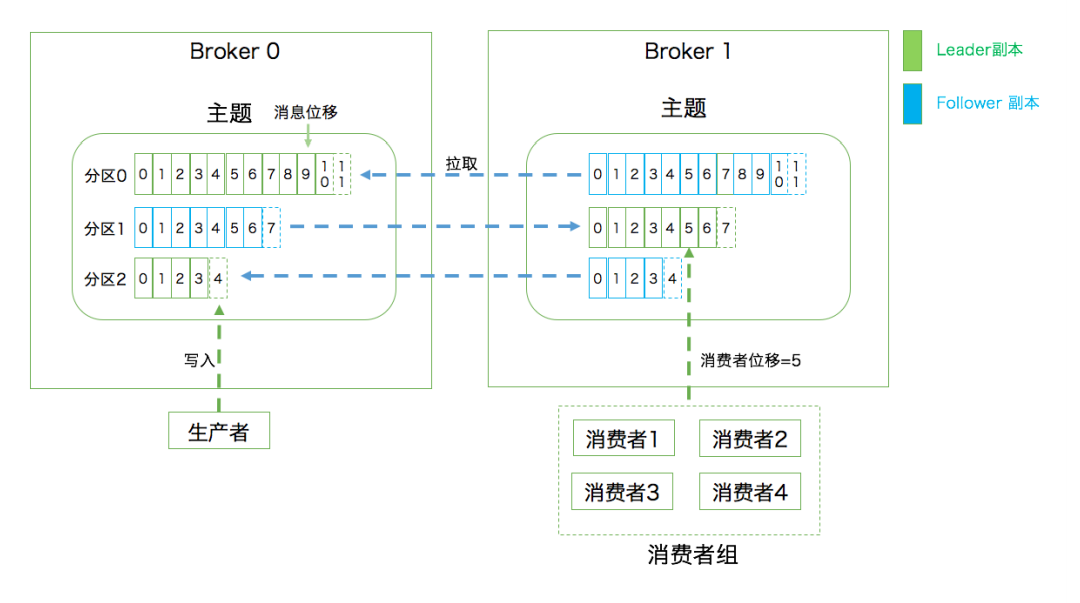 Broker 0
Broker 1
Leader副本
Follower 副本
主题
消息位移
主题
分区0 0 1 2 3 4 5 6 7 8 9 10 11
拉取
0 1 2 3 4 5 6 7 8 9 10 11
分区1 0 1 2 3 4 5 6 7
0 1 2 3 4 5 6 7
分区2 0 1 2 3 4
0 1 2 3 4
写入
消费者位移=5
生产者
消费者1 消费者2
消费者3 消费者4
消费者组